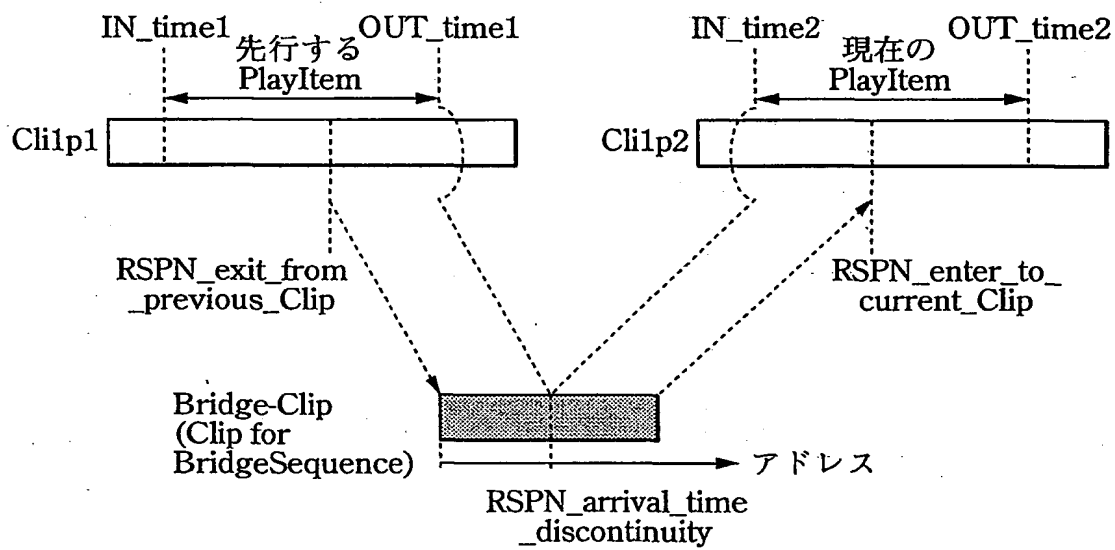 IN_time1
OUT_time1
IN_time2
OUT_time2
先行する
PlayItem
現在の
PlayItem
Cli1p1
Cli1p2
RSPN_exit_from
_previous_Clip
RSPN_enter_to_
current_Clip
Bridge-Clip
(Clip for
BridgeSequence)
アドレス
RSPN_arrival_time
_discontinuity